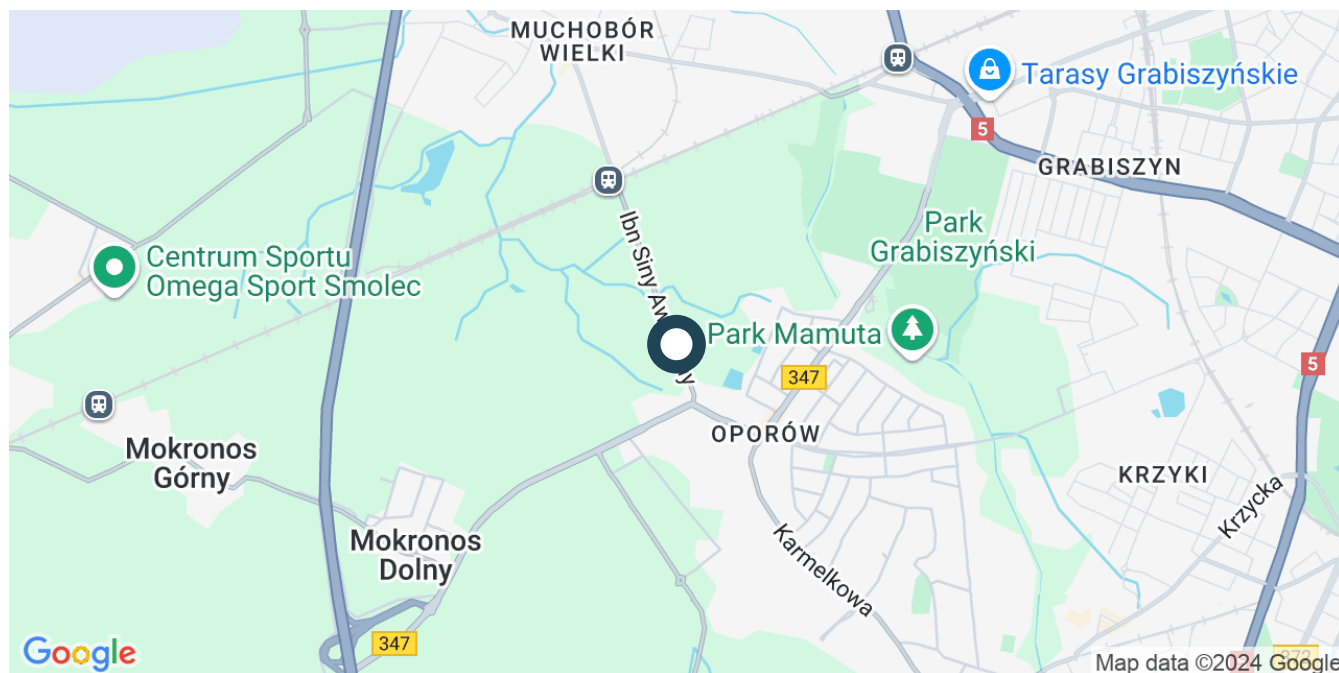 MUCHOBÓR
WIELKI
Tarasy Grabiszyńskie
5
GRABISZYN
Ibn Siny Aw
y
Park
Grabiszyński
Centrum Sportu
Omega Sport Smolec
Park Mamuta
5
347
Mokronos
Górny
OPORÓW
KRZYKI
Krzycka
Mokronos
Dolny
Karmelkowa
347
Google
Map data ©2024 Google